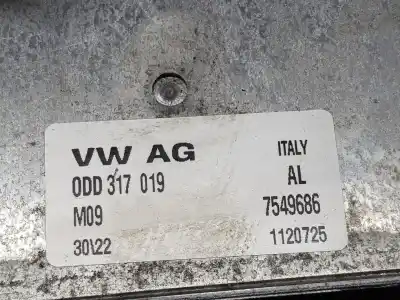 VW AG ITALY
0DD 317 019 AL
M09 7549686
30\22 1120725